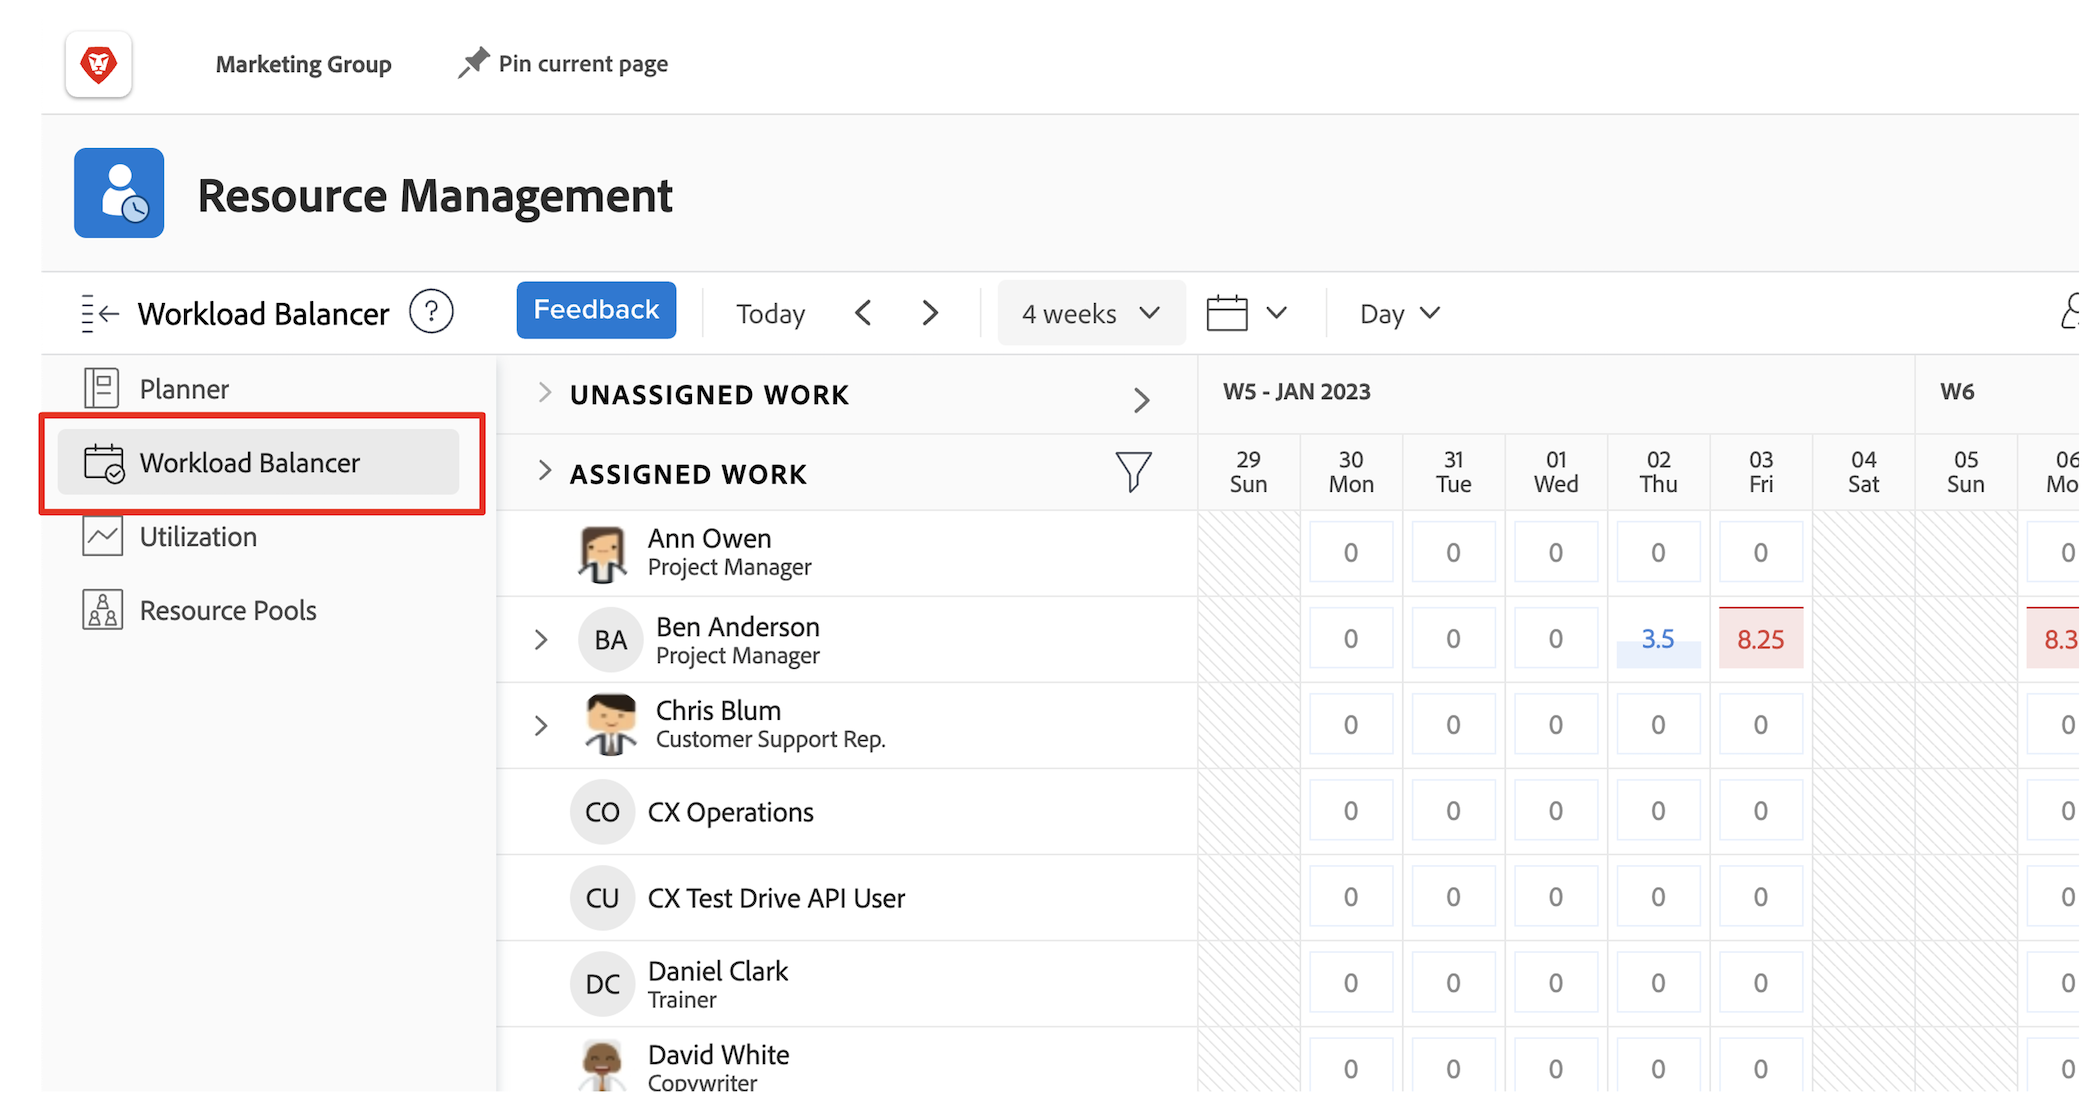 Marketing Group
Pin current page
Resource Management
Workload Balancer ?
Feedback
Today
4 weeks
Day
Planner
Workload Balancer
Utilization
Resource Pools
UNASSIGNED WORK
W5 - JAN 2023
W6
ASSIGNED WORK
29 30 31 01 02 03 04 05 06
Sun Mon Tue Wed Thu Fri Sat Sun Mo
Ann Owen
Project Manager
0 0 0 0 0 0
BA
Ben Anderson
Project Manager
0 0 0 3.5 8.25 8.3
Chris Blum
Customer Support Rep.
0 0 0 0 0 0
CO CX Operations
0 0 0 0 0 0
CU CX Test Drive API User
0 0 0 0 0 0
DC
Daniel Clark
Trainer
0 0 0 0 0 0
David White
Copywriter
0 0 0 0 0 0